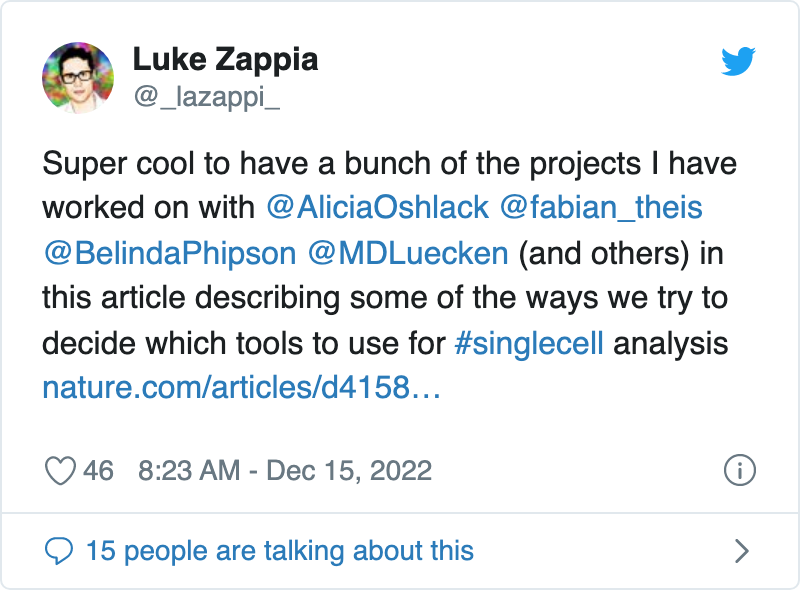 Luke Zappia
@_lazappi_
Super cool to have a bunch of the projects I have
worked on with @AliciaOshlack @fabian_theis
@BelindaPhipson @MDLuecken (and others) in
this article describing some of the ways we try to
decide which tools to use for #singlecell analysis
nature.com/articles/d4158…
46 8:23 AM - Dec 15, 2022
15 people are talking about this